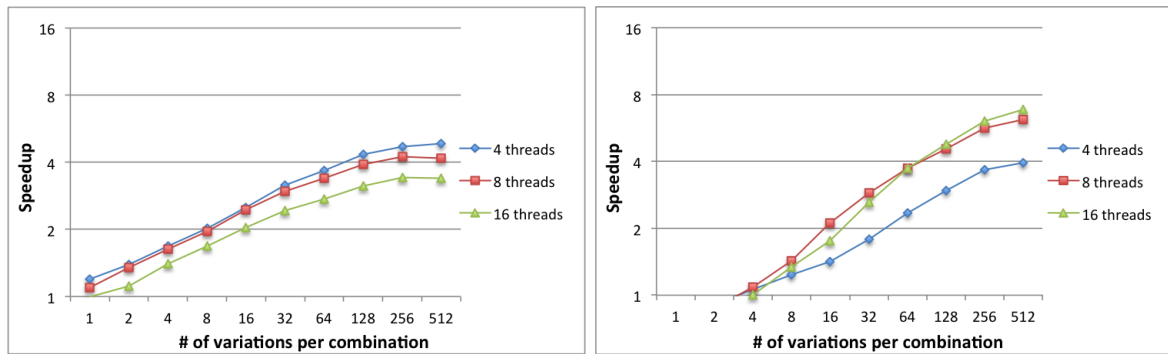 16
8
4
2
1
Speedup
1 2 4 8 16 32 64 128 256 512
# of variations per combination
4 threads
8 threads
16 threads
16
8
4
2
1
Speedup
1 2 4 8 16 32 64 128 256 512
# of variations per combination
4 threads
8 threads
16 threads